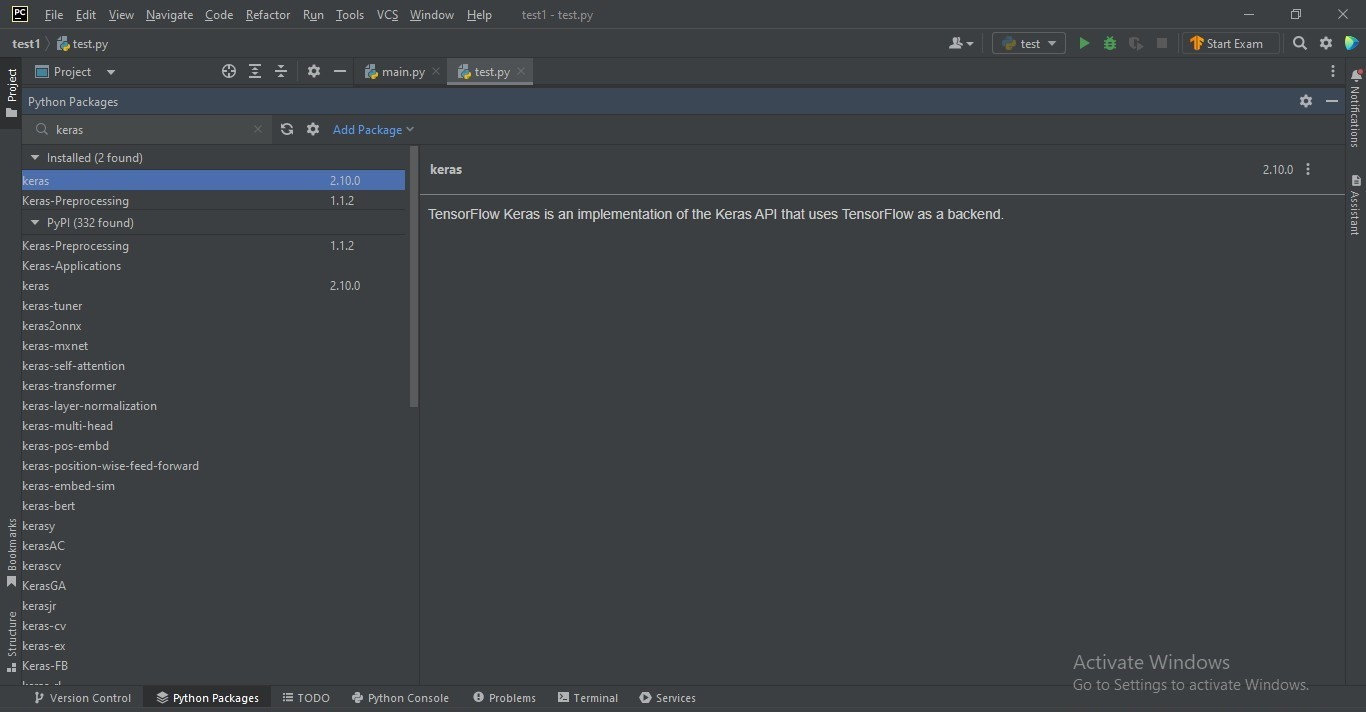 PC File Edit View Navigate Code Refactor Run Tools VCS Window Help test1 - test.py
test1 test.py test Start Exam
Project main.py test.py
Python Packages
keras Add Package
Installed (2 found)
keras 2.10.0
Keras-Preprocessing 1.1.2
PyPI (332 found)
Keras-Preprocessing 1.1.2
Keras-Applications
keras 2.10.0
keras-tuner
keras2onnx
keras-mxnet
keras-self-attention
keras-transformer
keras-layer-normalization
keras-multi-head
keras-pos-embd
keras-position-wise-feed-forward
keras-embed-sim
keras-bert
kerasy
kerasAC
kerascv
KerasGA
kerasjr
keras-cv
keras-ex
Keras-FB
keras 2.10.0
TensorFlow Keras is an implementation of the Keras API that uses TensorFlow as a backend.
Project
Bookmarks
Structure
Notifications
Assistant
Activate Windows
Go to Settings to activate Windows.
Version Control Python Packages TODO Python Console Problems Terminal Services